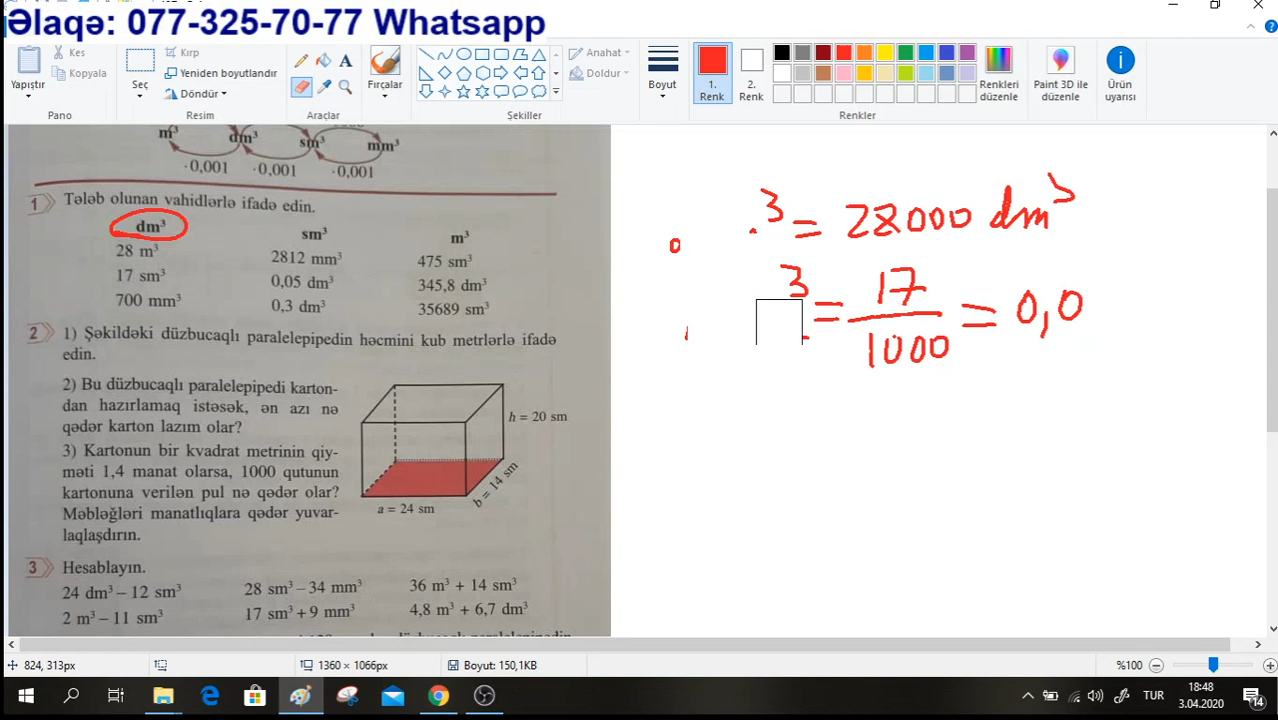 Əlaqə: 077-325-70-77 Whatsapp
Yapıştır
Kes
Kopyala
Pano
Seç
Kırp
Yeniden boyutlandır
Döndür
Resim
A
Araçlar
Fırçalar
Şekiller
Anahat
Doldur
Boyut
1. Renk
2. Renk
Renkler
Renkleri düzenle
Paint 3D ile düzenle
Ürün uyarısı
m³ dm³ sm³ mm³
·0,001 ·0,001 ·0,001
1 Tələb olunan vahidlərlə ifadə edin.
dm³ sm³ m³
28 m³ 2812 mm³ 475 sm³
17 sm³ 0,05 dm³ 345,8 dm³
700 mm³ 0,3 dm³ 35689 sm³
2 1) Şəkildəki düzbucaqlı paralelepipedin həcmini kub metrlərlə ifadə
edin.
2) Bu düzbucaqlı paralelepipedi karton-
dan hazırlamaq istəsək, ən azı nə
qədər karton lazım olar?
3) Kartonun bir kvadrat metrinin qiy-
məti 1,4 manat olarsa, 1000 qutunun
kartonuna verilən pul nə qədər olar?
Məbləğləri manatlıqlara qədər yuvar-
laqlaşdırın.
h = 20 sm
b = 14 sm
a = 24 sm
3 Hesablayın.
24 dm³ – 12 sm³ 28 sm³ – 34 mm³ 36 m³ + 14 sm³
2 m³ – 11 sm³ 17 sm³ + 9 mm³ 4,8 m³ + 6,7 dm³
3 = 28000 dm³
3 = 17/1000 = 0,0
824, 313px
1360 × 1066px
Boyut: 150,1KB
%100
TUR
18:48
3.04.2020
14